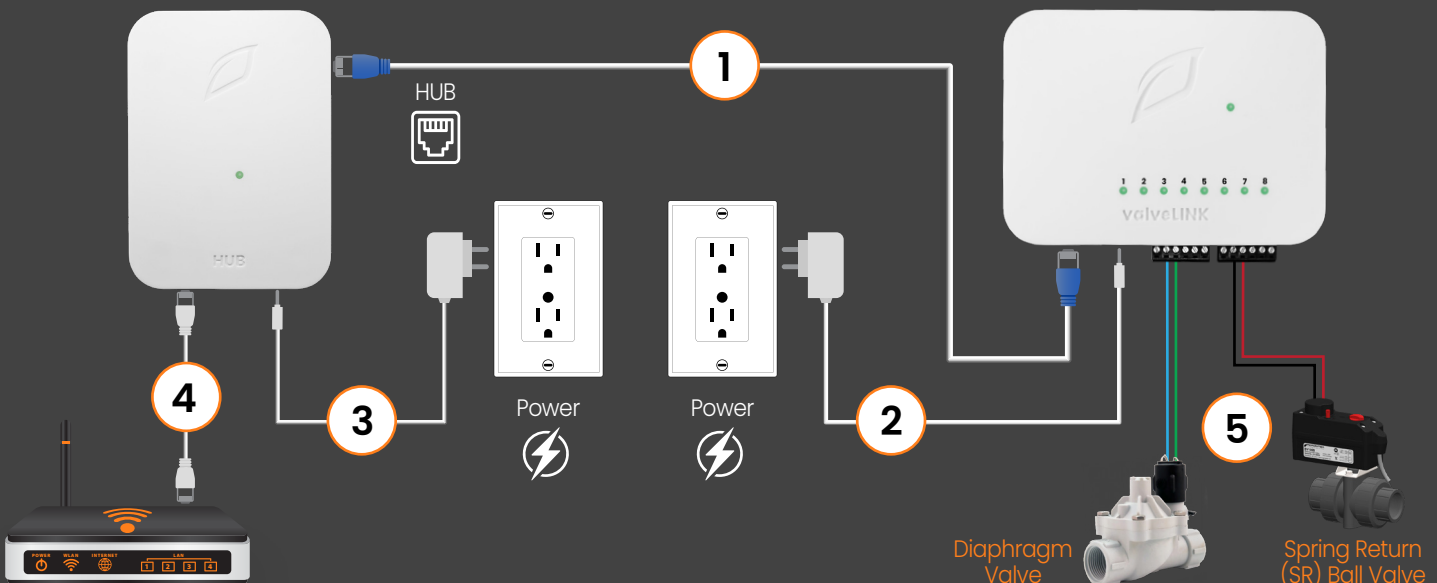 1
HUB
1 2 3 4 5 6 7 8
valveLINK
HUB
4
3
Power
Power
2
5
POWER WLAN INTERNET LAN
1 2 3 4
Diaphragm
Valve
Spring Return
(SR) Ball Valve